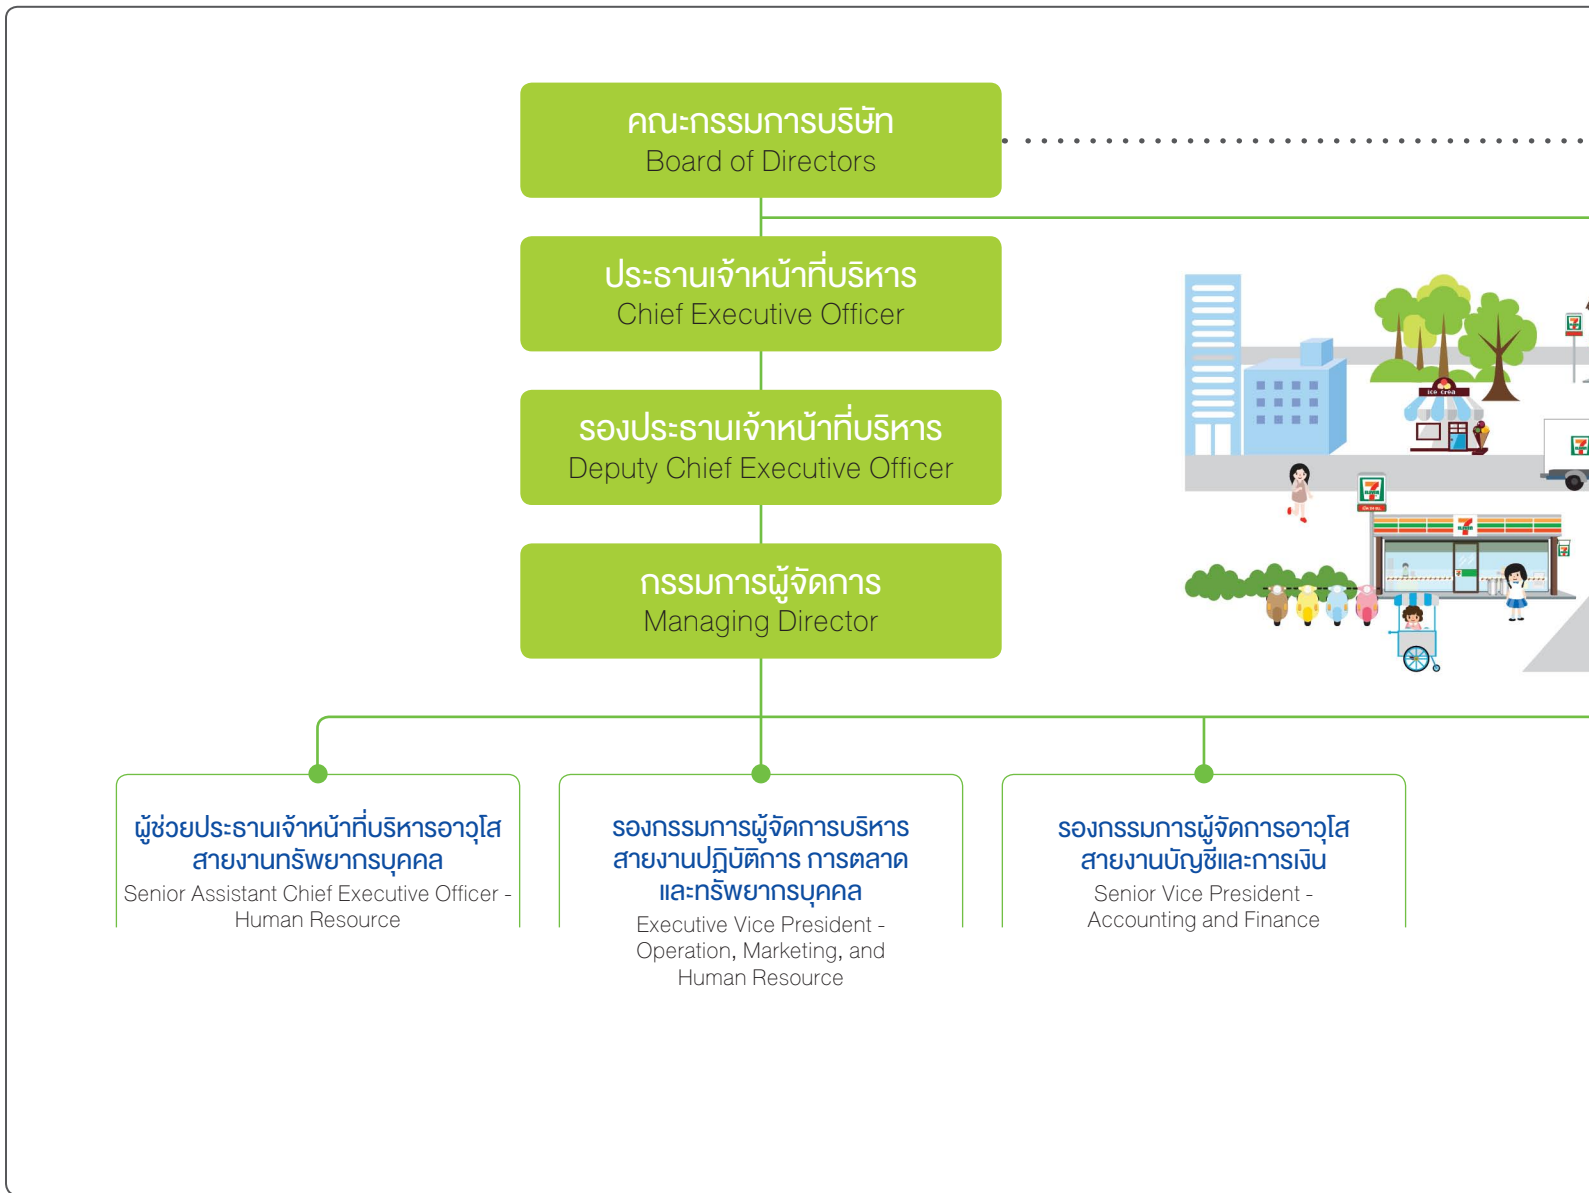 คณะกรรมการบริษัท
Board of Directors
ประธานเจ้าหน้าที่บริหาร
Chief Executive Officer
รองประธานเจ้าหน้าที่บริหาร
Deputy Chief Executive Officer
กรรมการผู้จัดการ
Managing Director
Ice Crea
7
ELEVEN
7
ELEVEN
ผู้ช่วยประธานเจ้าหน้าที่บริหารอาวุโส
สายงานทรัพยากรบุคคล
Senior Assistant Chief Executive Officer -
Human Resource
รองกรรมการผู้จัดการบริหาร
สายงานปฏิบัติการ การตลาด
และทรัพยากรบุคคล
Executive Vice President -
Operation, Marketing, and
Human Resource
รองกรรมการผู้จัดการอาวุโส
สายงานบัญชีและการเงิน
Senior Vice President -
Accounting and Finance